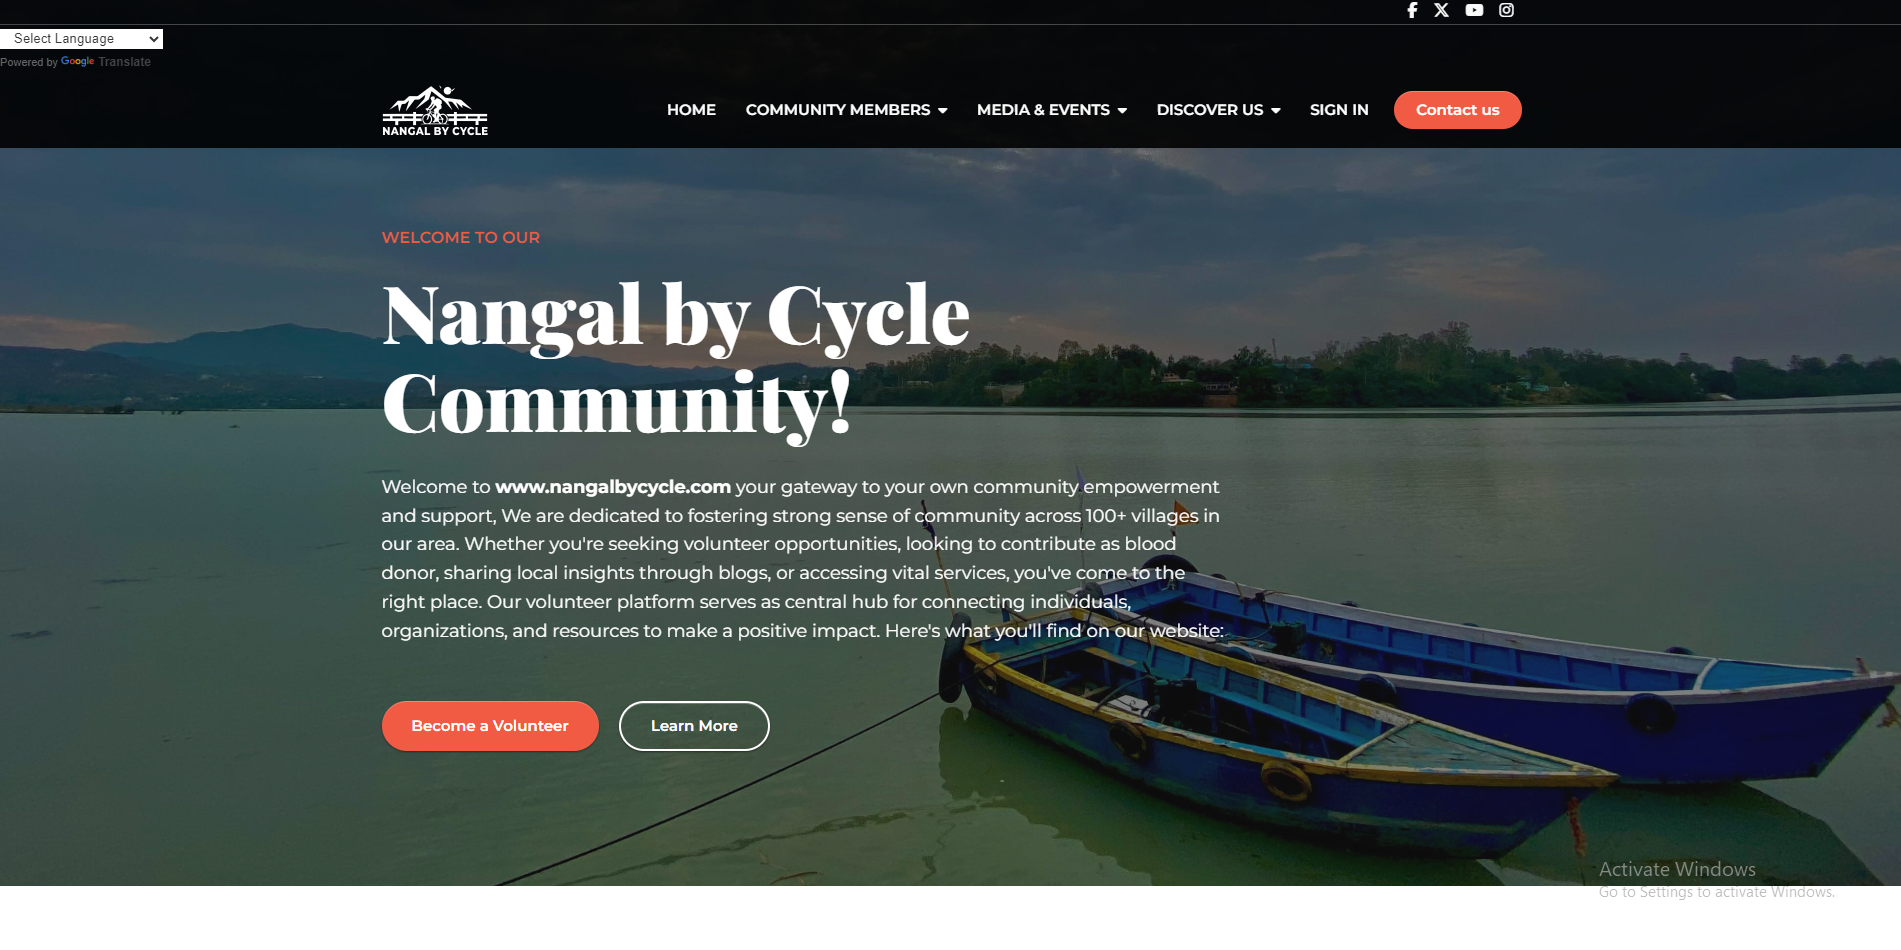 Select Language
Powered by Google Translate
NANGAL BY CYCLE
HOME COMMUNITY MEMBERS MEDIA & EVENTS DISCOVER US SIGN IN Contact us
WELCOME TO OUR
Nangal by Cycle
Community!
Welcome to www.nangalbycycle.com your gateway to your own community empowerment
and support, We are dedicated to fostering strong sense of community across 100+ villages in
our area. Whether you're seeking volunteer opportunities, looking to contribute as blood
donor, sharing local insights through blogs, or accessing vital services, you've come to the
right place. Our volunteer platform serves as central hub for connecting individuals,
organizations, and resources to make a positive impact. Here's what you'll find on our website:
Become a Volunteer Learn More
Activate Windows
Go to Settings to activate Windows.